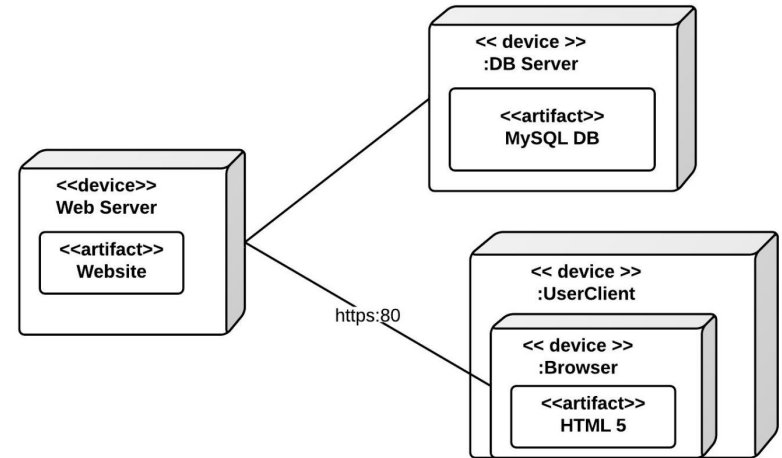 << device >>
:DB Server
<<artifact>>
MySQL DB
<<device>>
Web Server
<<artifact>>
Website
<< device >>
:UserClient
https:80
<< device >>
:Browser
<<artifact>>
HTML 5